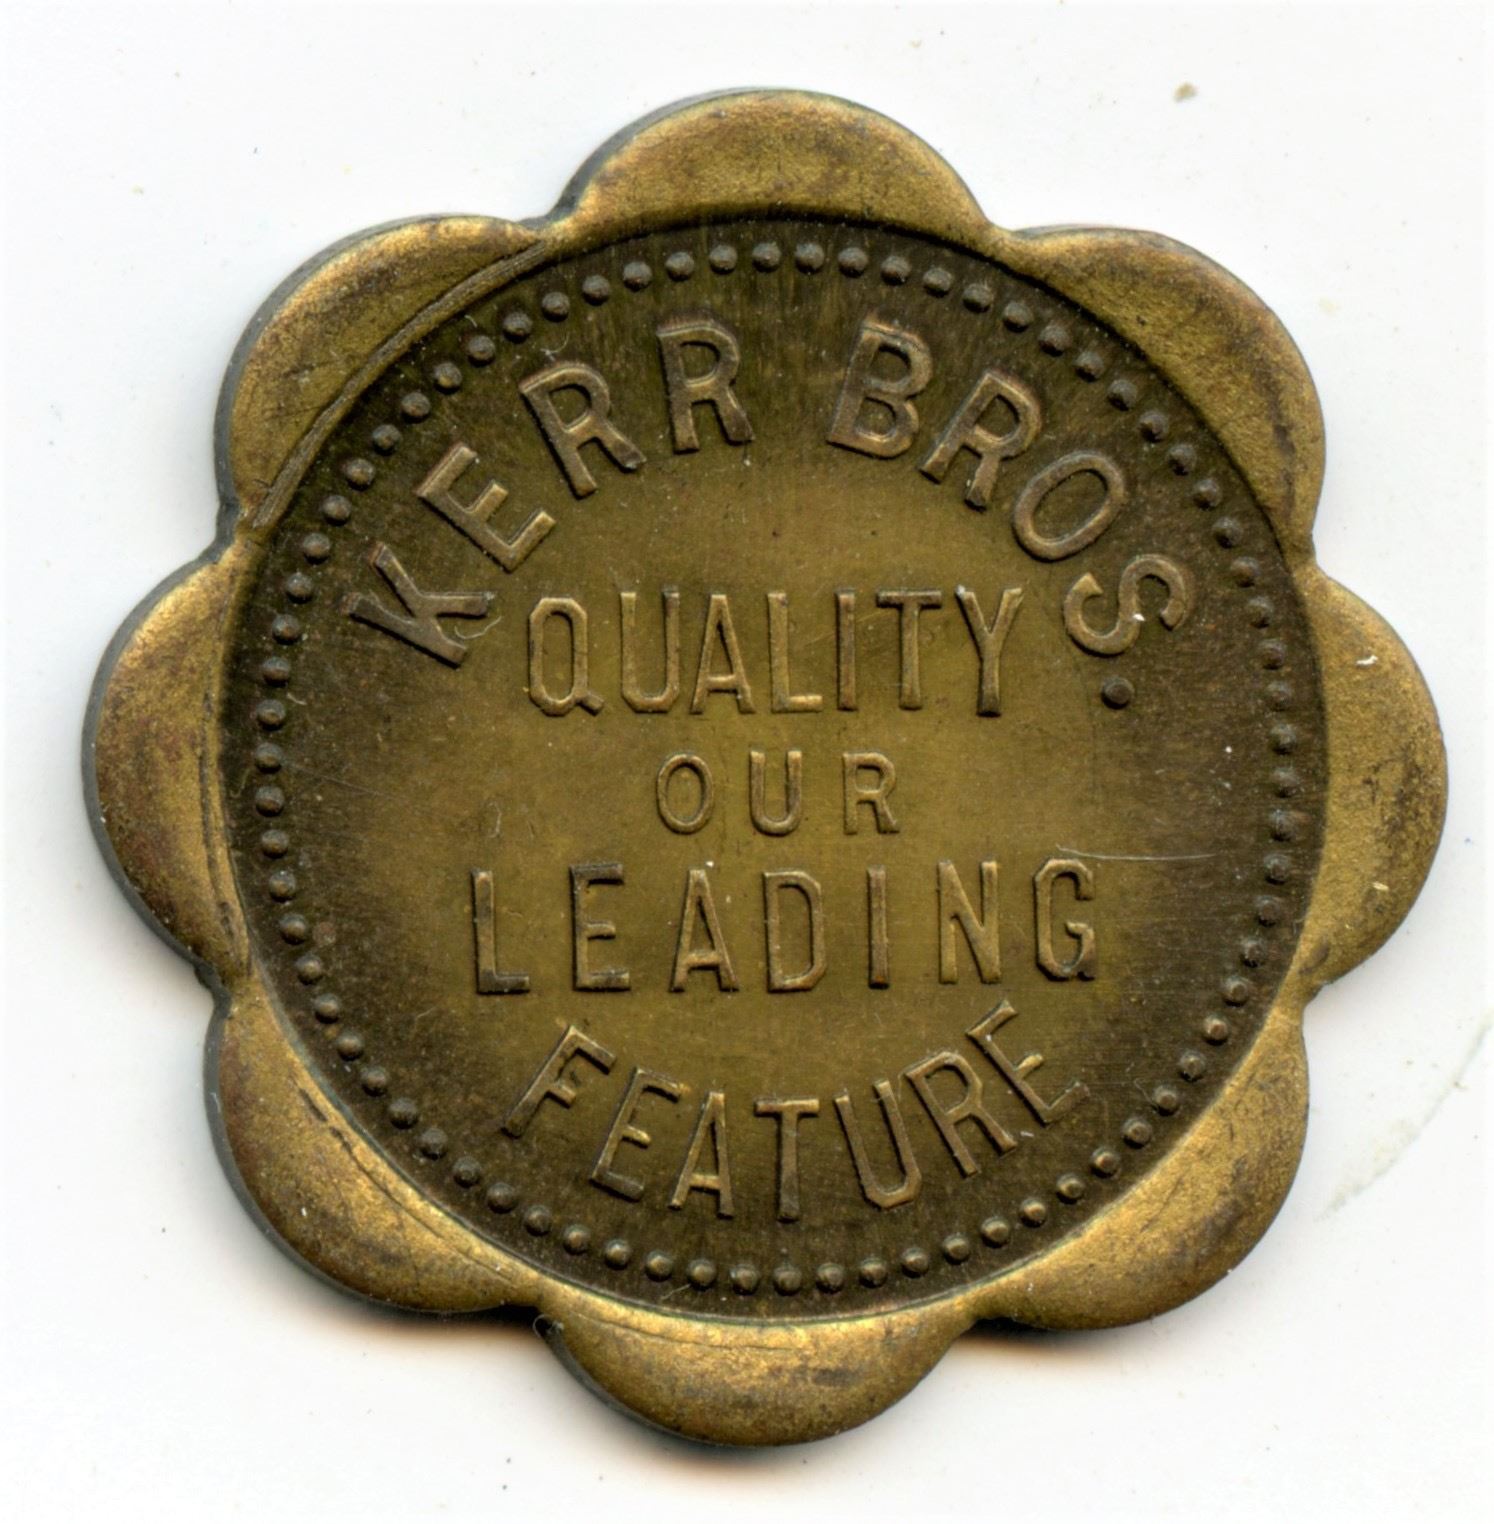 KERR BROS.
QUALITY
OUR
LEADING
FEATURE